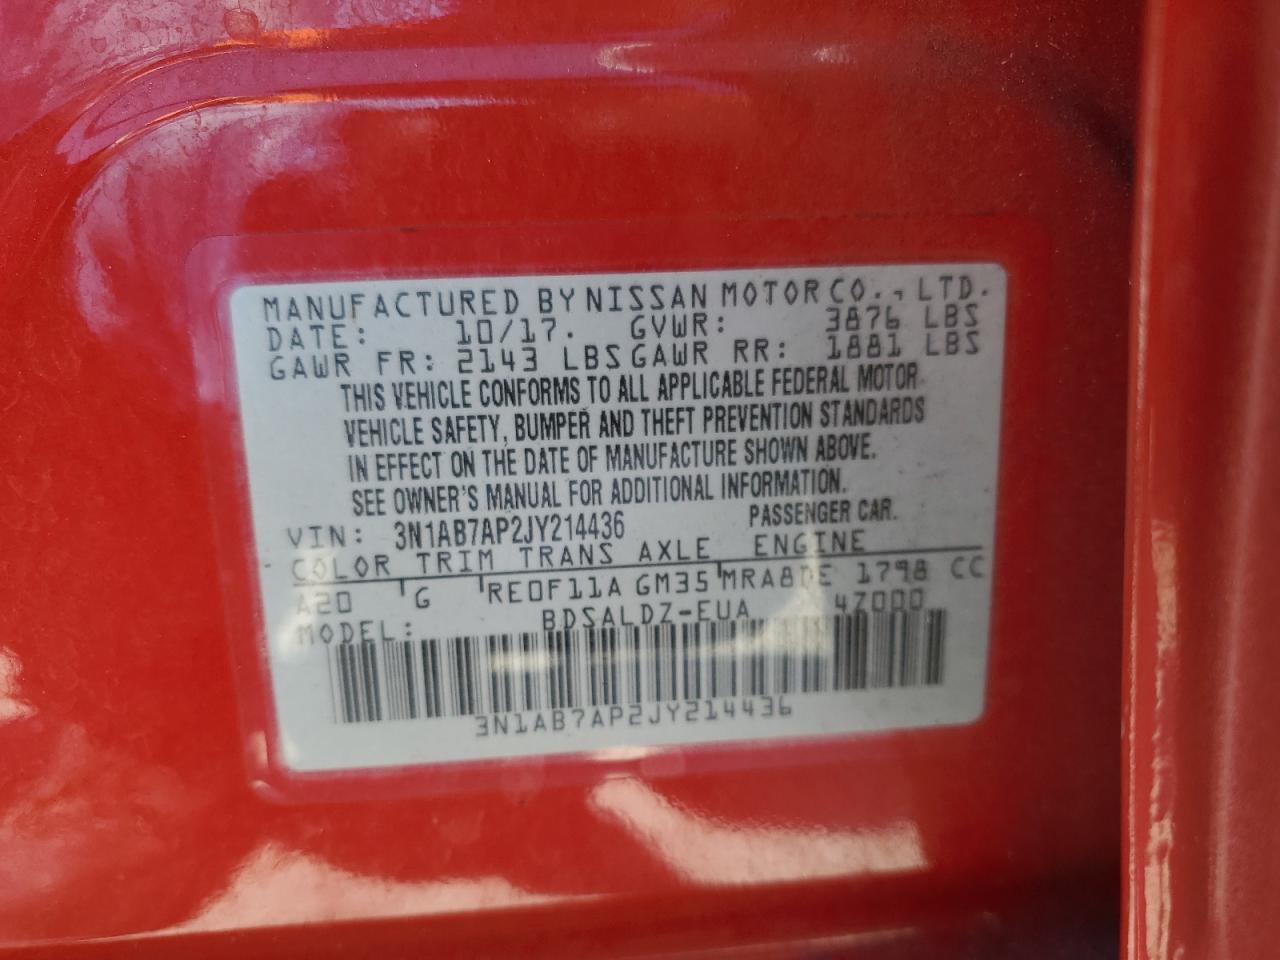 MANUFACTURED BY NISSAN MOTOR CO., LTD.
DATE: 10/17. GVWR: 3876 LBS
GAWR FR: 2143 LBS GAWR RR: 1881 LBS
THIS VEHICLE CONFORMS TO ALL APPLICABLE FEDERAL MOTOR
VEHICLE SAFETY, BUMPER AND THEFT PREVENTION STANDARDS
IN EFFECT ON THE DATE OF MANUFACTURE SHOWN ABOVE.
SEE OWNER'S MANUAL FOR ADDITIONAL INFORMATION.
VIN: 3N1AB7AP2JY214436 PASSENGER CAR.
COLOR TRIM TRANS AXLE ENGINE
A20 G RE0F11A GM35 MRA8DE 1798 CC
MODEL: BDSALDZ-EUA 4Z000
3N1AB7AP2JY214436